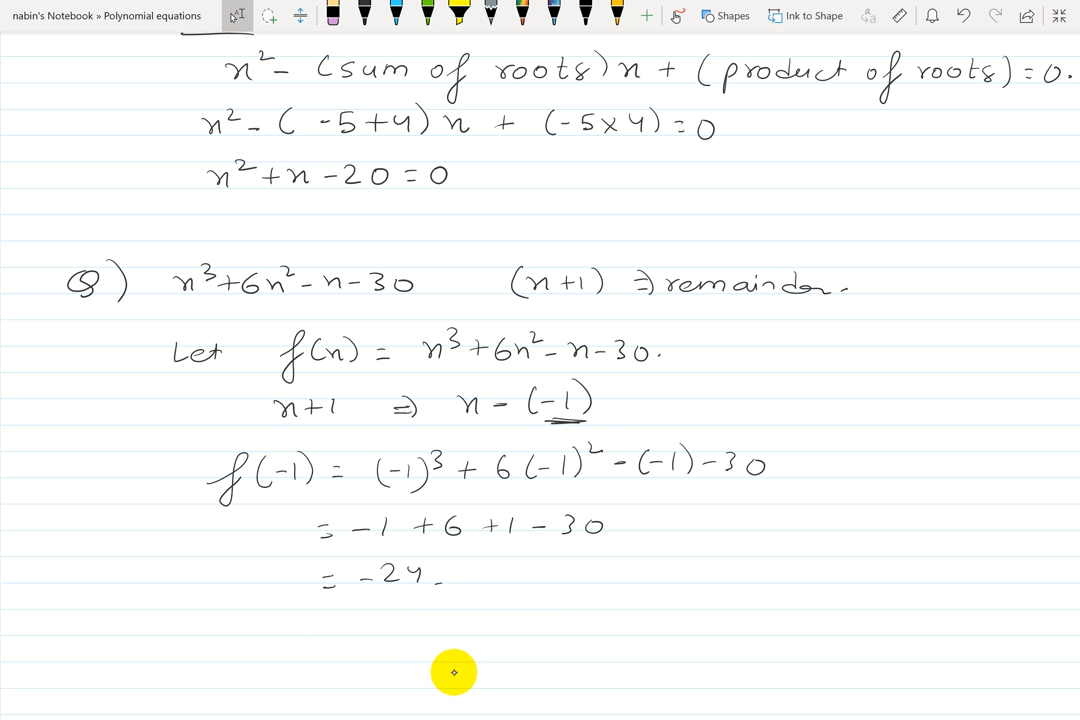 nabin's Notebook » Polynomial equations
Shapes
Ink to Shape
x² - (sum of roots)x + (product of roots) = 0.
x² - (-5+4)x + (-5×4) = 0
x² + x - 20 = 0
Q) x³+6x²-x-30 (x+1) ⇒ remainder.
Let f(x) = x³+6x²-x-30.
x+1 ⇒ x - (-1)
f(-1) = (-1)³ + 6(-1)² - (-1) - 30
= -1 + 6 + 1 - 30
= -24.